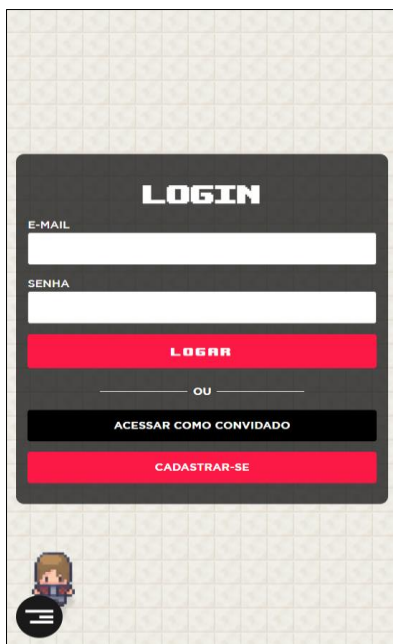 LOGIN
E-MAIL
SENHA
LOGAR
OU
ACESSAR COMO CONVIDADO
CADASTRAR-SE